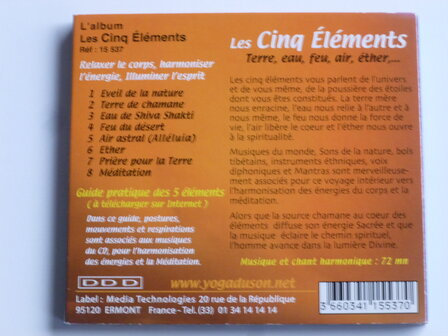 L'album
Les Cinq Éléments
Réf : 15 537
Relaxer le corps, harmoniser
l'énergie, Illuminer l'esprit
1 Eveil de la nature
2 Terre de chamane
3 Eau de Shiva Shakti
4 Feu du désert
5 Air astral (Alléluia)
6 Ether
7 Prière pour la Terre
8 Méditation
Guide pratique des 5 éléments
( à télécharger sur Internet )
Dans ce guide, postures,
mouvements et respirations
sont associés aux musiques
du CD, pour l'harmonisation
des énergies et la Méditation.
Les Cinq Éléments
Terre, eau, feu, air, éther,...
Les cinq éléments vous parlent de l'univers
et de vous même, de la poussière des étoiles
dont vous êtes constitués. La terre mère
nous enracine, l'eau nous relie à l'autre et à
nous même, le feu nous donne la force de
vie, l'air libère le coeur et l'éther nous ouvre
à la spiritualité.
Musiques du monde, Sons de la nature, bols
tibétains, instruments éthniques, voix
diphoniques et Mantras sont merveilleuse-
ment associés pour ce voyage intérieur vers
l'harmonisation des énergies du corps et la
méditation.
Alors que la source chamane au coeur des
éléments diffuse son énergie Sacrée et que
la musique éclaire le chemin spirituel,
l'homme avance dans la lumière Divine.
Musique et chant harmonique : 72 mn
DDD
www.yogaduson.net
Label : Media Technologies 20 rue de la République
95120 ERMONT France-Tel.(33) 01 34 14 14 14
3 660341 155370